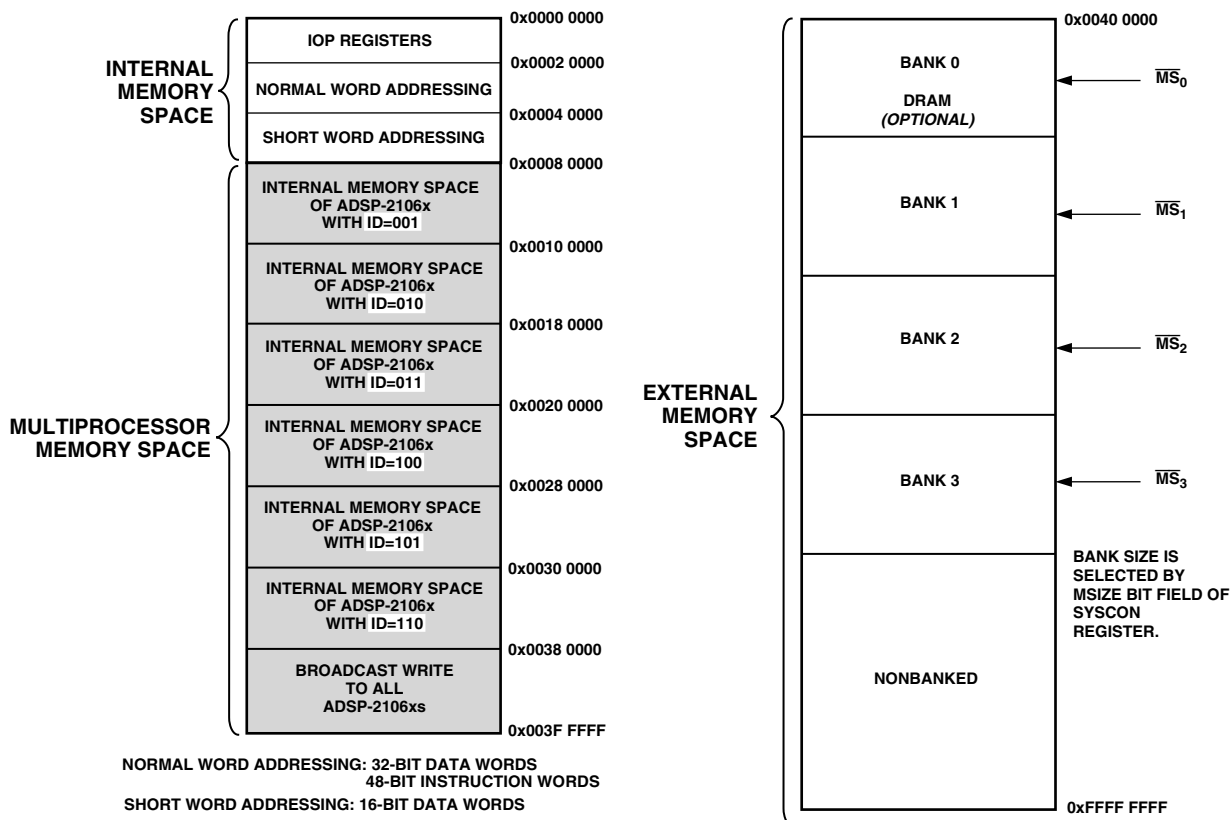 INTERNAL
MEMORY
SPACE
0x0000 0000
IOP REGISTERS
0x0002 0000
NORMAL WORD ADDRESSING
0x0004 0000
SHORT WORD ADDRESSING
0x0008 0000
MULTIPROCESSOR
MEMORY SPACE
INTERNAL MEMORY SPACE
OF ADSP-2106x
WITH ID=001
0x0010 0000
INTERNAL MEMORY SPACE
OF ADSP-2106x
WITH ID=010
0x0018 0000
INTERNAL MEMORY SPACE
OF ADSP-2106x
WITH ID=011
0x0020 0000
INTERNAL MEMORY SPACE
OF ADSP-2106x
WITH ID=100
0x0028 0000
INTERNAL MEMORY SPACE
OF ADSP-2106x
WITH ID=101
0x0030 0000
INTERNAL MEMORY SPACE
OF ADSP-2106x
WITH ID=110
0x0038 0000
BROADCAST WRITE
TO ALL
ADSP-2106xs
0x003F FFFF
NORMAL WORD ADDRESSING: 32-BIT DATA WORDS
48-BIT INSTRUCTION WORDS
SHORT WORD ADDRESSING: 16-BIT DATA WORDS
EXTERNAL
MEMORY
SPACE
0x0040 0000
BANK 0
DRAM
(OPTIONAL)
M̅S̅₀
BANK 1
M̅S̅₁
BANK 2
M̅S̅₂
BANK 3
M̅S̅₃
BANK SIZE IS
SELECTED BY
MSIZE BIT FIELD OF
SYSCON
REGISTER.
NONBANKED
0xFFFF FFFF